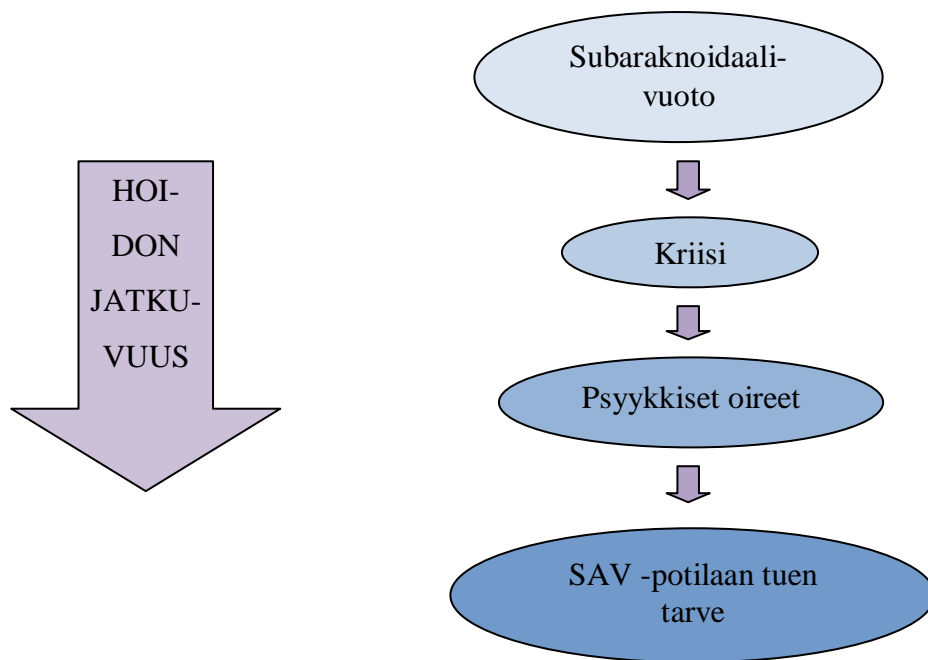 Subaraknoidaali-
vuoto
HOI-
DON
JATKU-
VUUS
Kriisi
Psyykkiset oireet
SAV -potilaan tuen
tarve